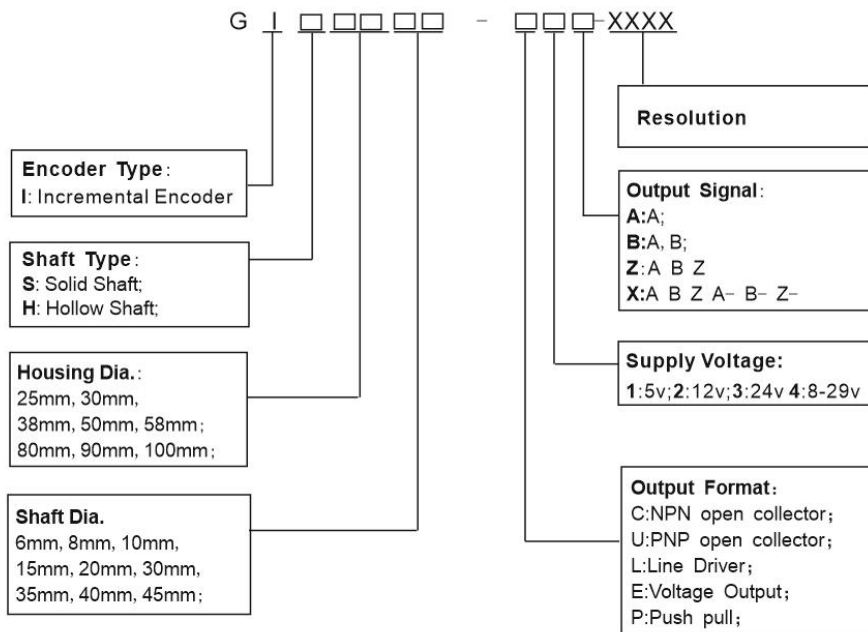 G I □ □□ □□ - □□□-XXXX
Encoder Type:
I: Incremental Encoder
Shaft Type:
S: Solid Shaft;
H: Hollow Shaft;
Housing Dia.:
25mm, 30mm,
38mm, 50mm, 58mm;
80mm, 90mm, 100mm;
Shaft Dia.
6mm, 8mm, 10mm,
15mm, 20mm, 30mm,
35mm, 40mm, 45mm;
Resolution
Output Signal:
A:A;
B:A, B;
Z:A B Z
X:A B Z A- B- Z-
Supply Voltage:
1:5v;2:12v;3:24v 4:8-29v
Output Format:
C:NPN open collector;
U:PNP open collector;
L:Line Driver;
E:Voltage Output;
P:Push pull;